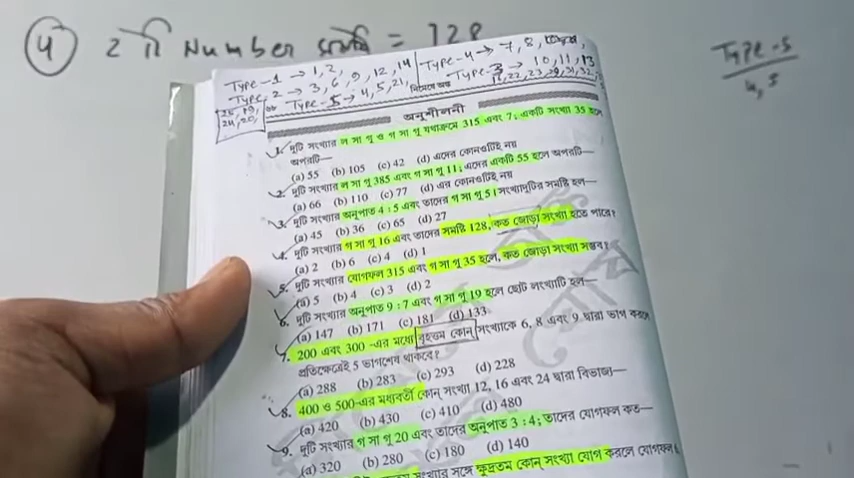 4 2 টি Number সমষ্টি = 128
Type-5
4, 5
Type-1 → 1, 2,
Type-4 → 7, 8,
Type-2 → 3, 6, 9, 12, 14
Type-3 → 10, 11, 13
Type-5 → 4, 5, 21,
অনুশীলনী
1. দুটি সংখ্যার ল সা গু ও গ সা গু যথাক্রমে 315 এবং 7; একটি সংখ্যা 35 হলে
অপরটি—
(a) 55 (b) 105 (c) 42 (d) এদের কোনওটিই নয়
2. দুটি সংখ্যার ল সা গু 385 এবং গ সা গু 11; এদের একটি 55 হলে অপরটি—
(a) 66 (b) 110 (c) 77 (d) এর কোনওটিই নয়
3. দুটি সংখ্যার অনুপাত 4 : 5 এবং তাদের গ সা গু 5। সংখ্যাদুটির সমষ্টি হল—
(a) 45 (b) 36 (c) 65 (d) 27
4. দুটি সংখ্যার গ সা গু 16 এবং তাদের সমষ্টি 128, কত জোড়া সংখ্যা হতে পারে?
(a) 2 (b) 6 (c) 4 (d) 1
5. দুটি সংখ্যার যোগফল 315 এবং গ সা গু 35 হলে, কত জোড়া সংখ্যা সম্ভব?
(a) 5 (b) 4 (c) 3 (d) 2
6. দুটি সংখ্যার অনুপাত 9 : 7 এবং গ সা গু 19 হলে ছোট সংখ্যাটি হল—
(a) 147 (b) 171 (c) 181 (d) 133
7. 200 এবং 300 -এর মধ্যে বৃহত্তম কোন্ সংখ্যাকে 6, 8 এবং 9 দ্বারা ভাগ করলে
প্রতিক্ষেত্রেই 5 ভাগশেষ থাকবে?
(a) 288 (b) 283 (c) 293 (d) 228
8. 400 ও 500-এর মধ্যবর্তী কোন্ সংখ্যা 12, 16 এবং 24 দ্বারা বিভাজ্য—
(a) 420 (b) 430 (c) 410 (d) 480
9. দুটি সংখ্যার গ সা গু 20 এবং তাদের অনুপাত 3 : 4; তাদের যোগফল কত—
(a) 320 (b) 280 (c) 180 (d) 140
সংখ্যার সঙ্গে ক্ষুদ্রতম কোন্ সংখ্যা যোগ করলে যোগফল